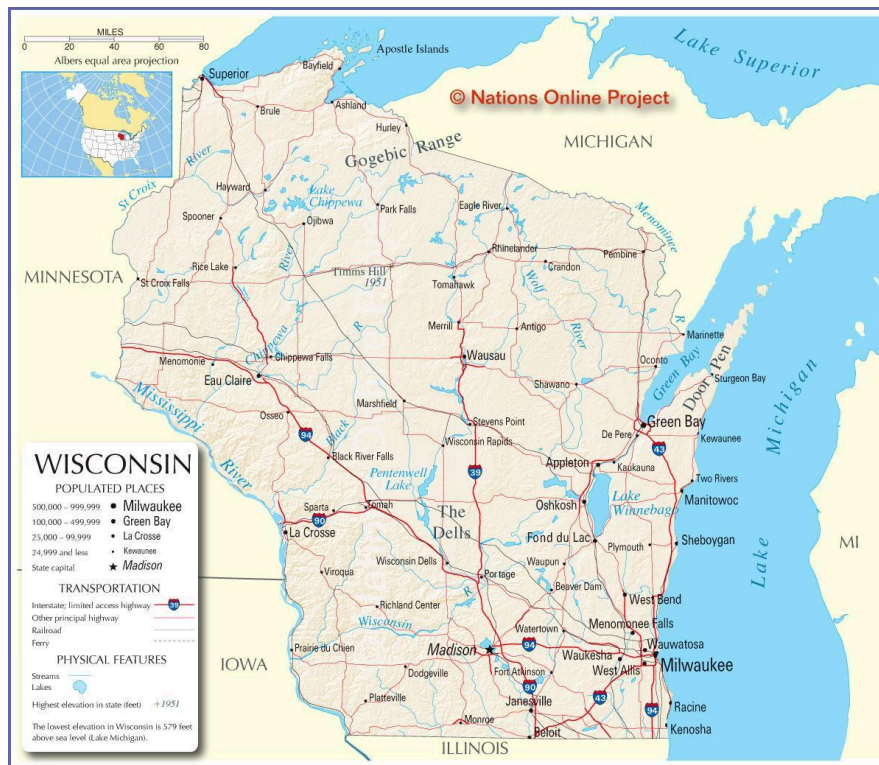 MILES
0 20 40 60 80
Albers equal area projection
Apostle Islands
Lake Superior
© Nations Online Project
Superior
Bayfield
Brule
Ashland
Hurley
MICHIGAN
Gogebic Range
St Croix River
Hayward
Lake Chippewa
Park Falls
Eagle River
Spooner
Ojibwa
Menominee R
Rhinelander
Pembine
MINNESOTA
Rice Lake
River
Timms Hill
1951
Crandon
St Croix Falls
Tomahawk
Wolf River
Merrill
Antigo
Marinette
Chippewa
Menomonie
Chippewa Falls
R
Wausau
Oconto
Green Bay
Door Pen
Eau Claire
Shawano
Sturgeon Bay
Mississippi River
Marshfield
Osseo
Stevens Point
Green Bay
Lake Michigan
94
Black
Wisconsin Rapids
De Pere
43
Kewaunee
Black River Falls
39
Appleton
Kaukauna
Pentenwell Lake
Two Rivers
Manitowoc
Sparta
Tomah
The Dells
Oshkosh
Lake Winnebago
90
La Crosse
Fond du Lac
Plymouth
Sheboygan
MI
Viroqua
Wisconsin Dells
Waupun
Portage
Beaver Dam
R
West Bend
Richland Center
Wisconsin
Watertown
Menomonee Falls
Prairie du Chien
Madison
94
Wauwatosa
Waukesha
Milwaukee
West Allis
IOWA
Dodgeville
Fort Atkinson
90
43
Platteville
Janesville
94
Racine
Monroe
Beloit
Kenosha
ILLINOIS
WISCONSIN
POPULATED PLACES
500,000 – 999,999 Milwaukee
100,000 – 499,999 Green Bay
25,000 – 99,999 La Crosse
24,999 and less Kewaunee
State capital Madison
TRANSPORTATION
Interstate; limited access highway 39
Other principal highway
Railroad
Ferry
PHYSICAL FEATURES
Streams
Lakes
Highest elevation in state (feet) +1951
The lowest elevation in Wisconsin is 579 feet
above sea level (Lake Michigan).